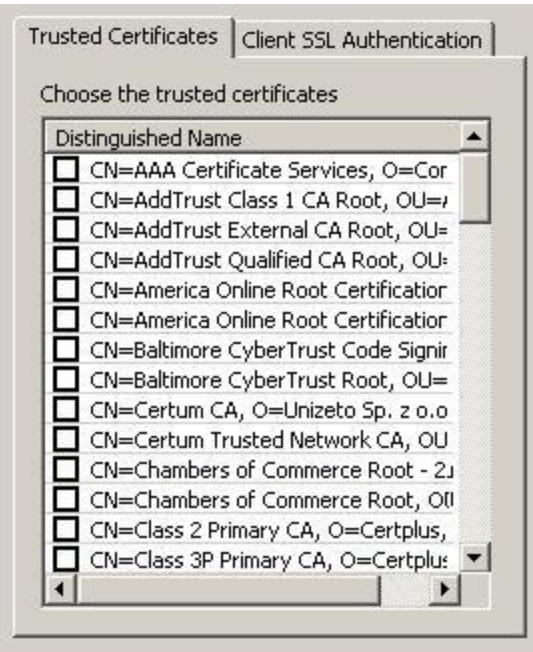 Trusted Certificates
Client SSL Authentication
Choose the trusted certificates
Distinguished Name
CN=AAA Certificate Services, O=Cor
CN=AddTrust Class 1 CA Root, OU=
CN=AddTrust External CA Root, OU=
CN=AddTrust Qualified CA Root, OU=
CN=America Online Root Certification
CN=America Online Root Certification
CN=Baltimore CyberTrust Code Signin
CN=Baltimore CyberTrust Root, OU=
CN=Certum CA, O=Unizeto Sp. z o.o
CN=Certum Trusted Network CA, OU
CN=Chambers of Commerce Root - 2
CN=Chambers of Commerce Root, O
CN=Class 2 Primary CA, O=Certplus,
CN=Class 3P Primary CA, O=Certplus